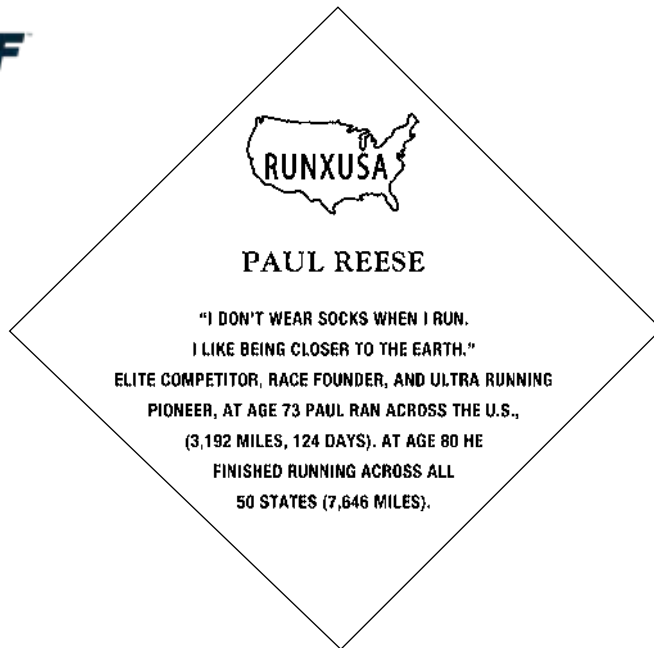 F
RUNXUSA
PAUL REESE
“I DON'T WEAR SOCKS WHEN I RUN.
I LIKE BEING CLOSER TO THE EARTH.”
ELITE COMPETITOR, RACE FOUNDER, AND ULTRA RUNNING
PIONEER, AT AGE 73 PAUL RAN ACROSS THE U.S.,
(3,192 MILES, 124 DAYS). AT AGE 80 HE
FINISHED RUNNING ACROSS ALL
50 STATES (7,646 MILES).